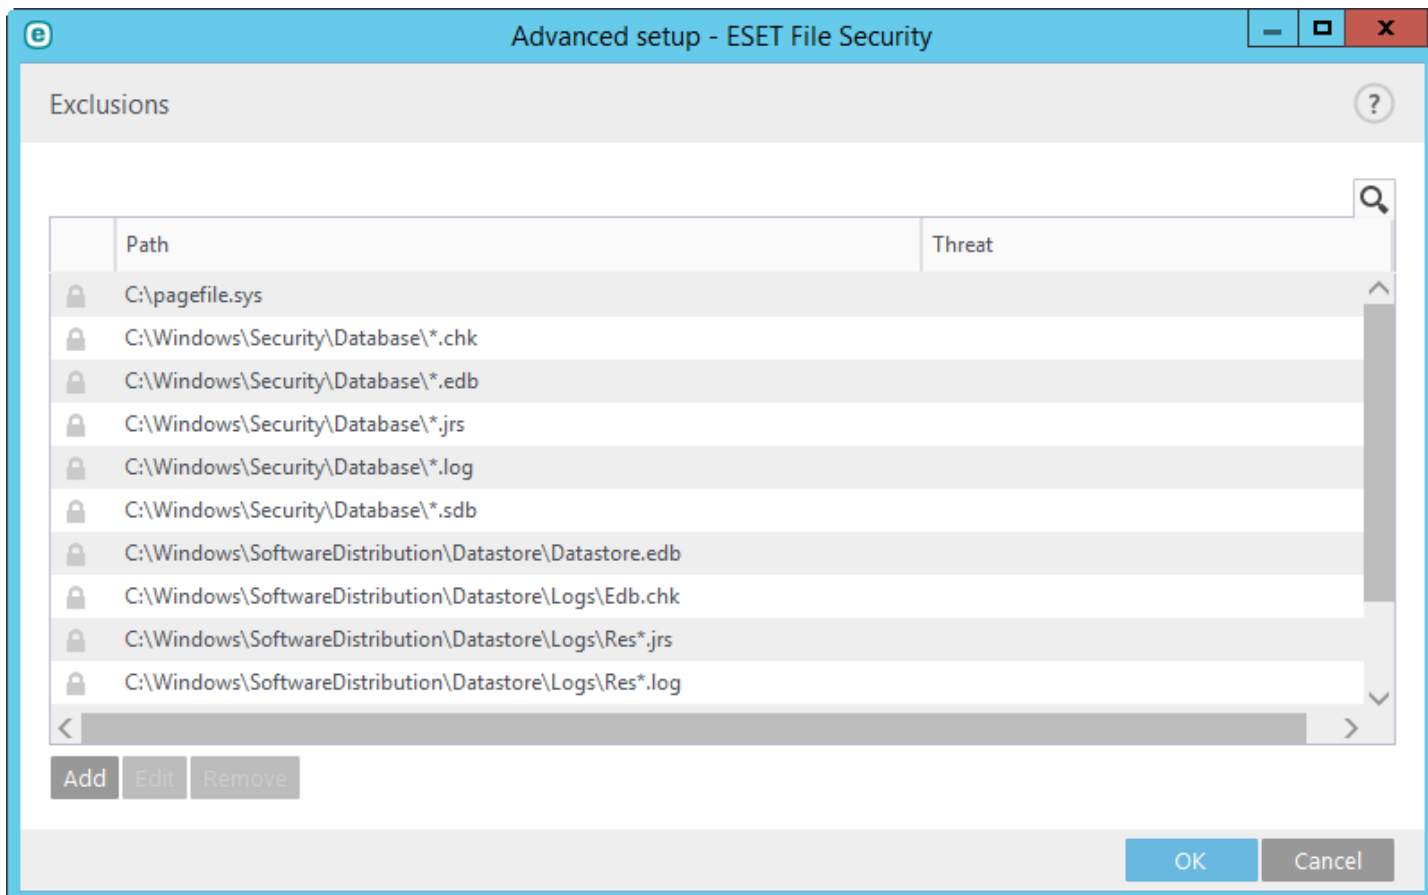 e
Advanced setup - ESET File Security
Exclusions
?
Path Threat
C:\pagefile.sys
C:\Windows\Security\Database\*.chk
C:\Windows\Security\Database\*.edb
C:\Windows\Security\Database\*.jrs
C:\Windows\Security\Database\*.log
C:\Windows\Security\Database\*.sdb
C:\Windows\SoftwareDistribution\Datastore\Datastore.edb
C:\Windows\SoftwareDistribution\Datastore\Logs\Edb.chk
C:\Windows\SoftwareDistribution\Datastore\Logs\Res*.jrs
C:\Windows\SoftwareDistribution\Datastore\Logs\Res*.log
Add Edit Remove
OK Cancel